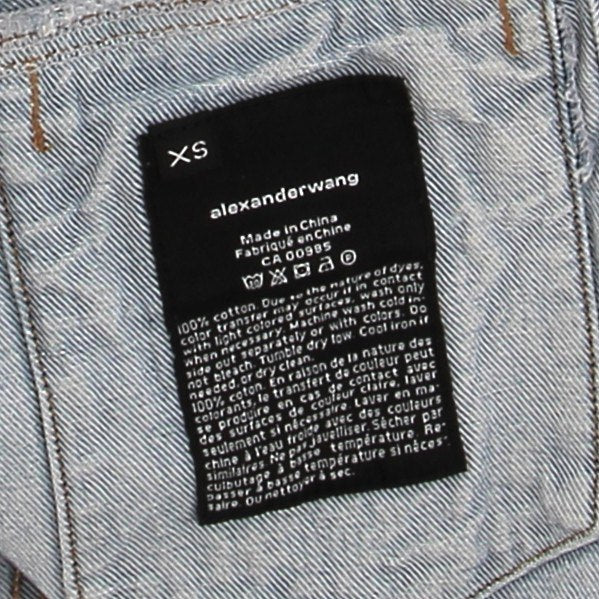 XS
alexanderwang
Made in China
Fabriqué en Chine
CA 00985
100% cotton. Due to the nature of dyes,
color transfer may occur if in contact
with light colored surfaces, wash only
when necessary. Machine wash cold in-
side out separately or with colors. Do
not bleach. Tumble dry low. Cool iron if
needed or dry clean.
100% coton. En raison de la nature des
colorants, le transfert de couleur peut
se produire en cas de contact avec
des surfaces de couleur claire, laver
seulement si nécessaire. Laver en ma-
chine à l'eau froide avec des couleurs
similaires. Ne pas javelliser. Sécher par
culbutage à basse température. Re-
passer à basse température si néces-
saire. Ou nettoyer à sec.